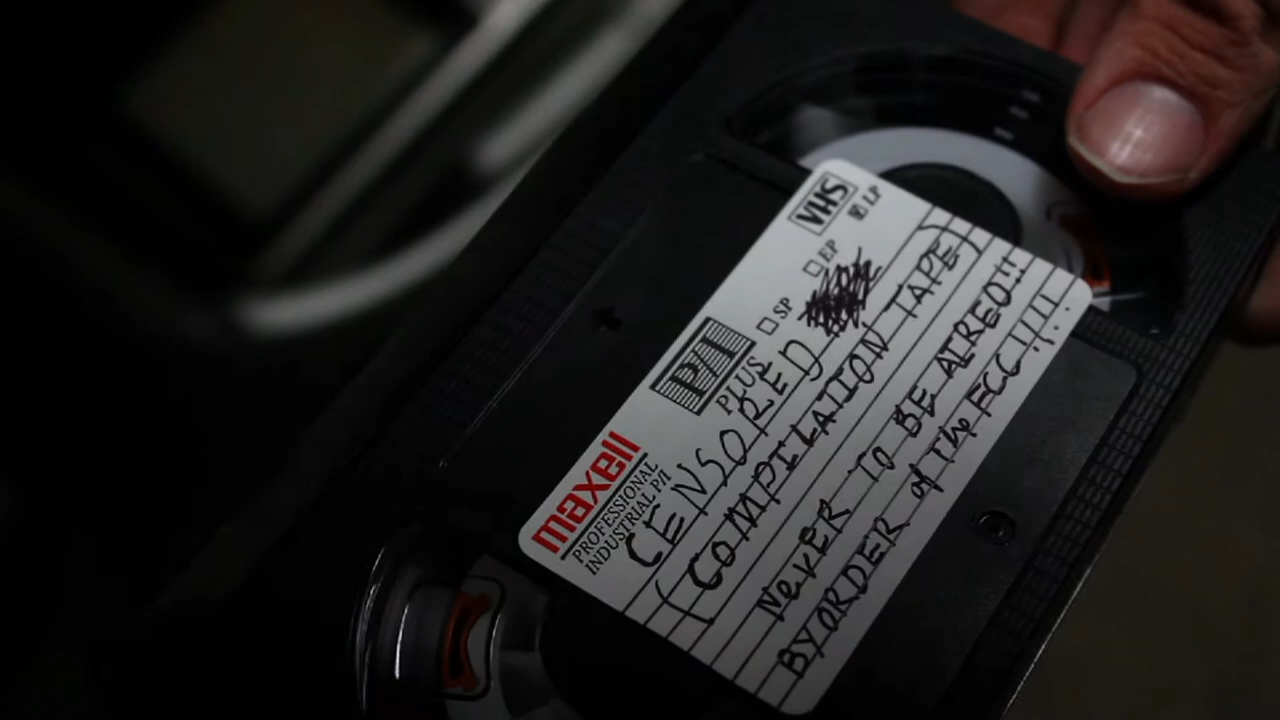 maxell
PROFESSIONAL
INDUSTRIAL P/I
P/I
PLUS
SP
EP
LP
VHS
CENSORED
(COMPILATION TAPE)
NEVER TO BE AIRED!!
BY ORDER of The FCC!!!!